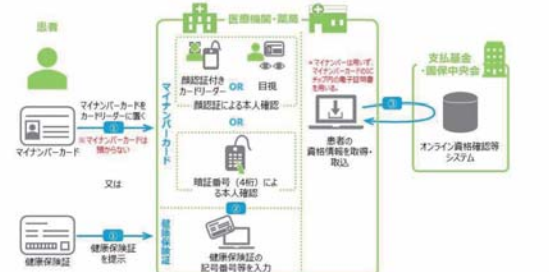 患者
医療機関・薬局
支払基金
・国保中央会
マイナンバーカードを
カードリーダーに置く
①
※マイナンバーカードは
預からない
マイナンバーカード
又は
①
健康保険証
を提示
健康保険証
マイナンバーカード
顔認証付き
カードリーダー
OR
目視
顔認証による本人確認
OR
暗証番号(4桁)によ
る本人確認
健康保険証
②
健康保険証の
記号番号等を入力
*マイナンバーは用いず、
マイナンバーカードのIC
チップ内の電子証明書
を用いる。
患者の
資格情報を取得・
取込
③
オンライン資格確認等
システム